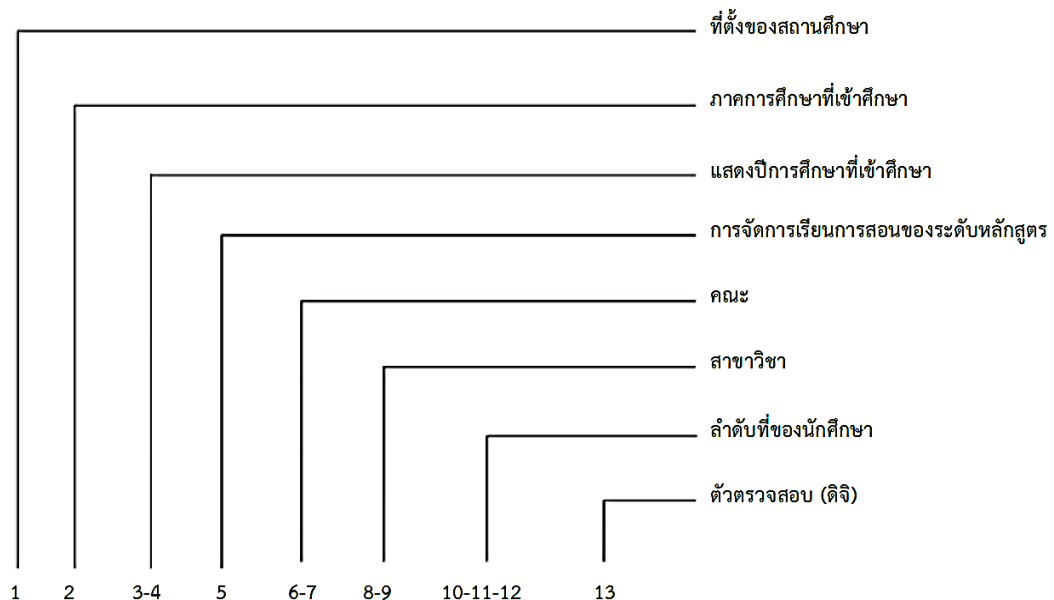 ที่ตั้งของสถานศึกษา
ภาคการศึกษาที่เข้าศึกษา
แสดงปีการศึกษาที่เข้าศึกษา
การจัดการเรียนการสอนของระดับหลักสูตร
คณะ
สาขาวิชา
ลำดับที่ของนักศึกษา
ตัวตรวจสอบ (ดิจิ)
1 2 3-4 5 6-7 8-9 10-11-12 13